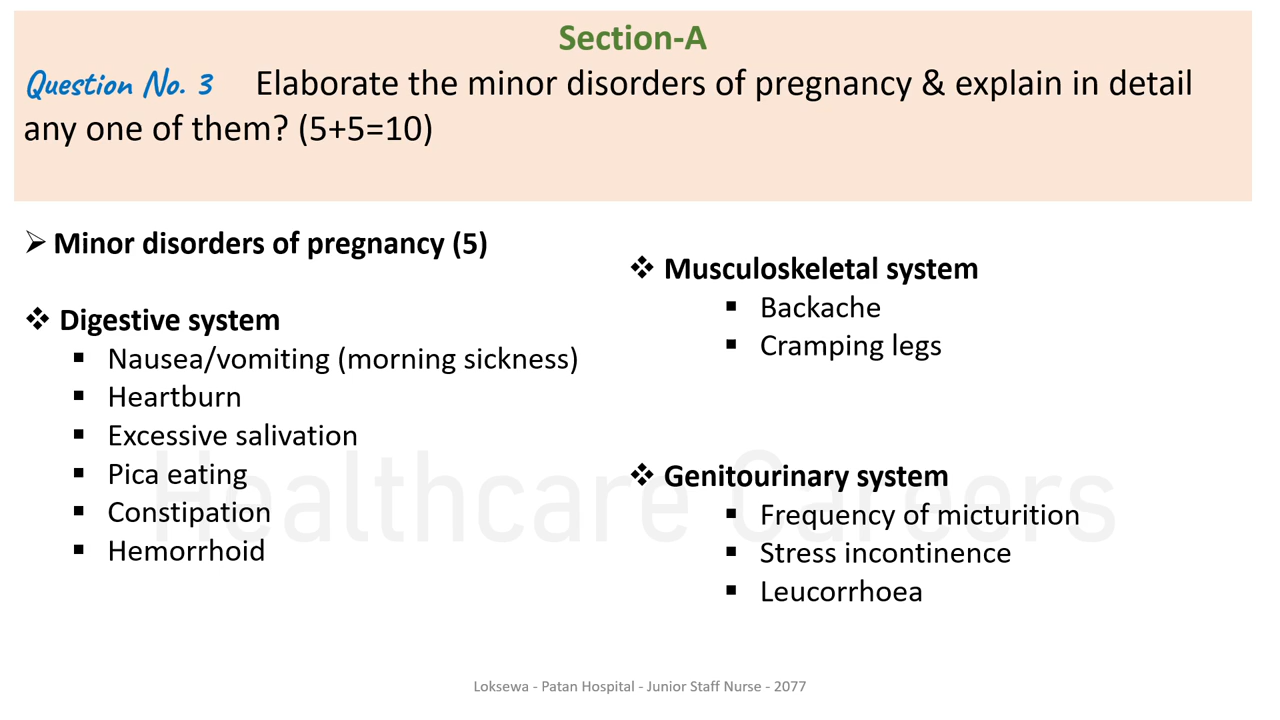 Section-A
Question No. 3 Elaborate the minor disorders of pregnancy & explain in detail
any one of them? (5+5=10)
➢ Minor disorders of pregnancy (5)
❖ Digestive system
▪ Nausea/vomiting (morning sickness)
▪ Heartburn
▪ Excessive salivation
▪ Pica eating
▪ Constipation
▪ Hemorrhoid
❖ Musculoskeletal system
▪ Backache
▪ Cramping legs
❖ Genitourinary system
▪ Frequency of micturition
▪ Stress incontinence
▪ Leucorrhoea
Healthcare Careers
Loksewa - Patan Hospital - Junior Staff Nurse - 2077